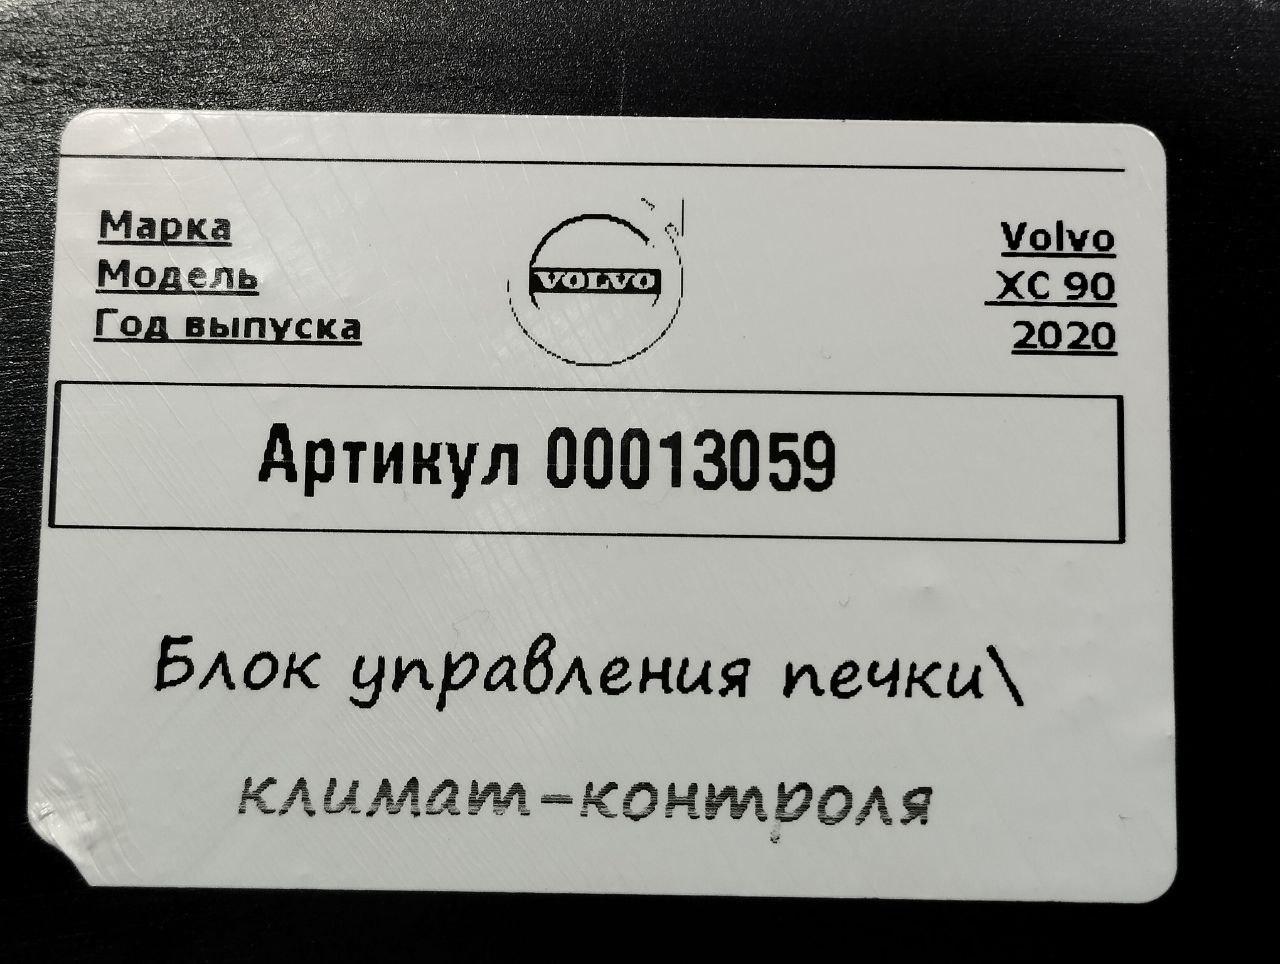 Марка Volvo
Модель XC 90
Год выпуска 2020
VOLVO
Артикул 00013059
Блок управления печки\
климат-контроля